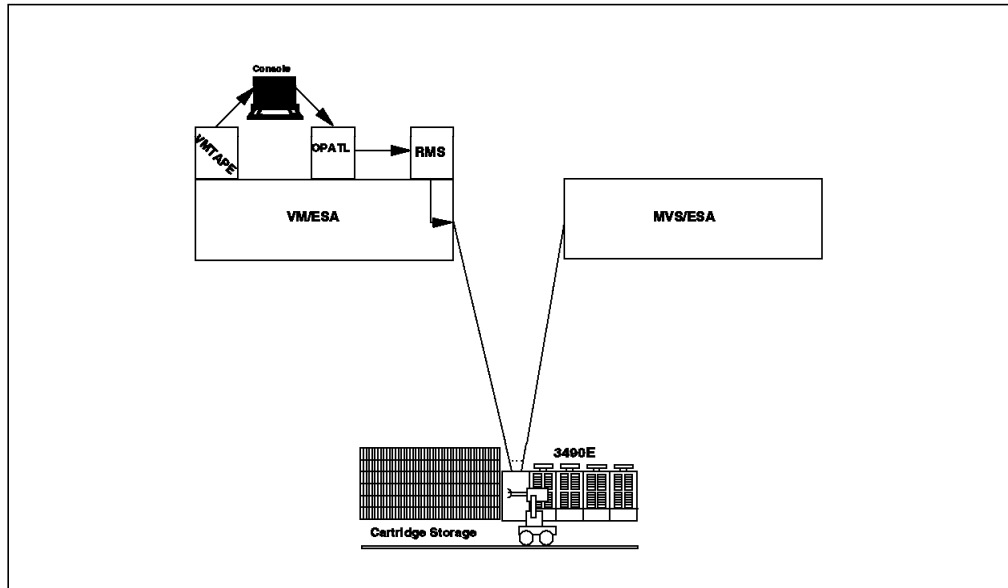 Console
VMTAPE
OPATL
RMS
VM/ESA
MVS/ESA
3490E
Cartridge Storage